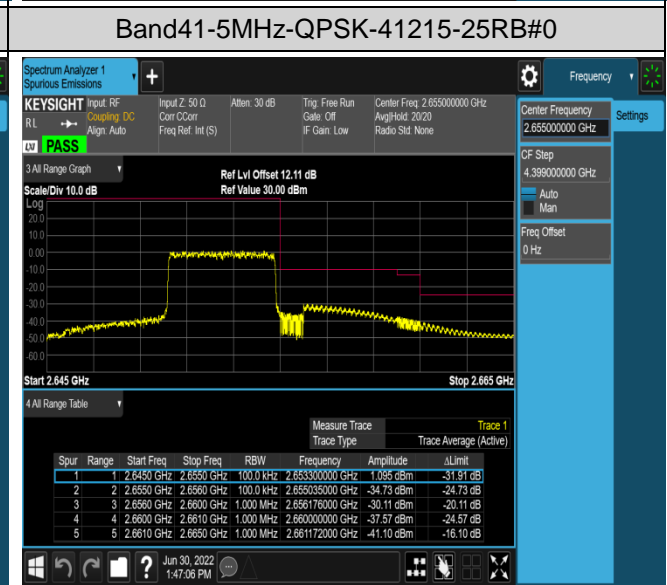 Band41-5MHz-QPSK-41215-25RB#0
Spectrum Analyzer 1
Spurious Emissions
+
Frequency
KEYSIGHT
RL
LXI
PASS
Input: RF
Coupling: DC
Align: Auto
Input Z: 50 Ω
Corr CCorr
Freq Ref: Int (S)
Atten: 30 dB
Trig: Free Run
Gate: Off
IF Gain: Low
Center Freq: 2.655000000 GHz
Avg|Hold: 20/20
Radio Std: None
Center Frequency
2.655000000 GHz
Settings
CF Step
4.399000000 GHz
Auto
Man
Freq Offset
0 Hz
3 All Range Graph
Ref Lvl Offset 12.11 dB
Scale/Div 10.0 dB
Ref Value 30.00 dBm
Log
20.0
10.0
0.00
-10.0
-20.0
-30.0
-40.0
-50.0
-60.0
Start 2.645 GHz
Stop 2.665 GHz
4 All Range Table
Measure Trace Trace 1
Trace Type Trace Average (Active)
Spur Range Start Freq Stop Freq RBW Frequency Amplitude ΔLimit
1 1 2.6450 GHz 2.6550 GHz 100.0 kHz 2.653300000 GHz 1.095 dBm -31.91 dB
2 2 2.6550 GHz 2.6560 GHz 100.0 kHz 2.655035000 GHz -34.73 dBm -24.73 dB
3 3 2.6560 GHz 2.6600 GHz 1.000 MHz 2.656176000 GHz -30.11 dBm -20.11 dB
4 4 2.6600 GHz 2.6610 GHz 1.000 MHz 2.660000000 GHz -37.57 dBm -24.57 dB
5 5 2.6610 GHz 2.6650 GHz 1.000 MHz 2.661172000 GHz -41.10 dBm -16.10 dB
?
Jun 30, 2022
1:47:06 PM